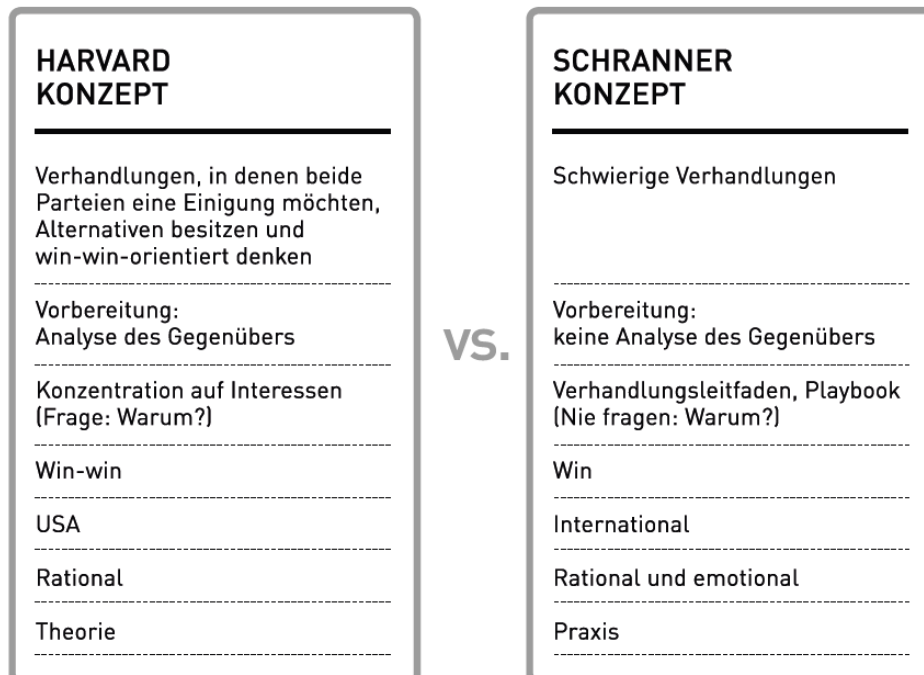 HARVARD
KONZEPT
Verhandlungen, in denen beide
Parteien eine Einigung möchten,
Alternativen besitzen und
win-win-orientiert denken
Vorbereitung:
Analyse des Gegenübers
Konzentration auf Interessen
(Frage: Warum?)
Win-win
USA
Rational
Theorie
VS.
SCHRANNER
KONZEPT
Schwierige Verhandlungen
Vorbereitung:
keine Analyse des Gegenübers
Verhandlungsleitfaden, Playbook
(Nie fragen: Warum?)
Win
International
Rational und emotional
Praxis